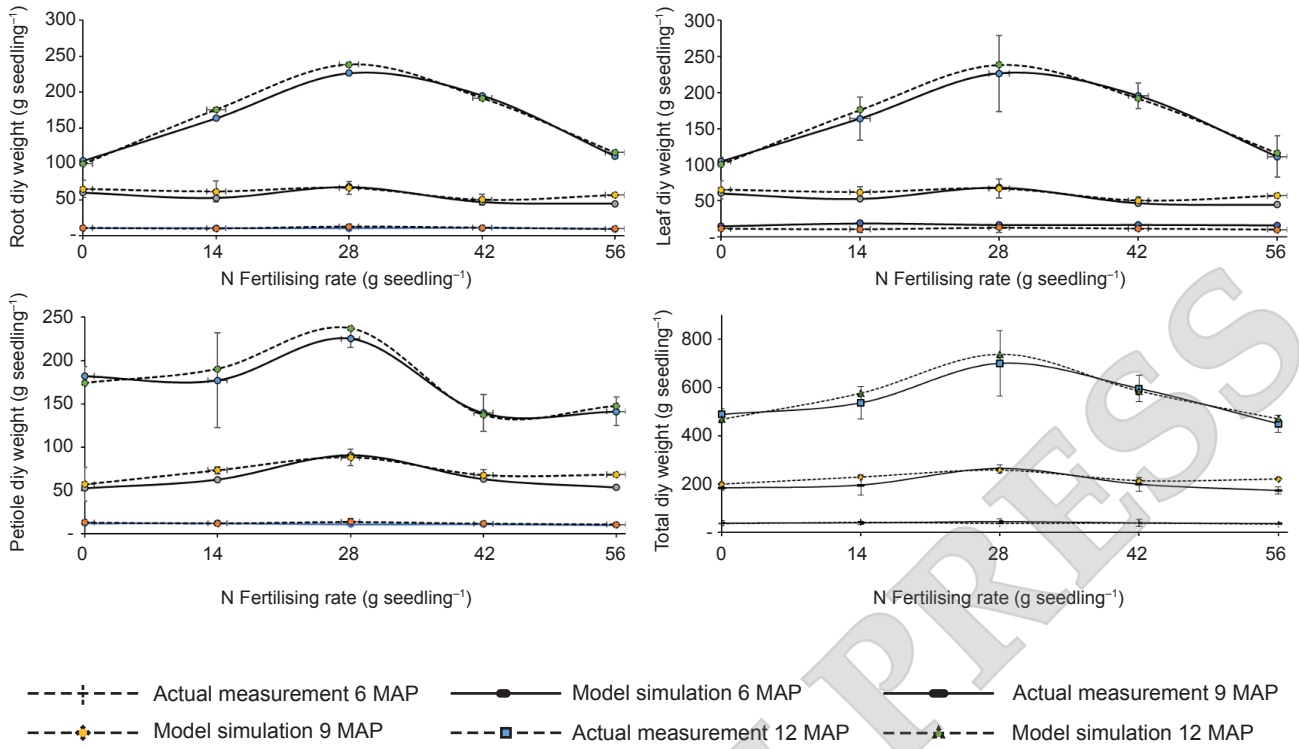 300
250
200
150
100
50
-
Root diy weight (g seedling⁻¹)
0 14 28 42 56
N Fertilising rate (g seedling⁻¹)
300
250
200
150
100
50
-
Leaf diy weight (g seedling⁻¹)
0 14 28 42 56
N Fertilising rate (g seedling⁻¹)
250
200
150
100
50
-
Petiole diy weight (g seedling⁻¹)
0 14 28 42 56
N Fertilising rate (g seedling⁻¹)
800
600
400
200
-
Total diy weight (g seedling⁻¹)
0 14 28 42 56
N Fertilising rate (g seedling⁻¹)
Actual measurement 6 MAP
Model simulation 6 MAP
Actual measurement 9 MAP
Model simulation 9 MAP
Actual measurement 12 MAP
Model simulation 12 MAP
PRESS